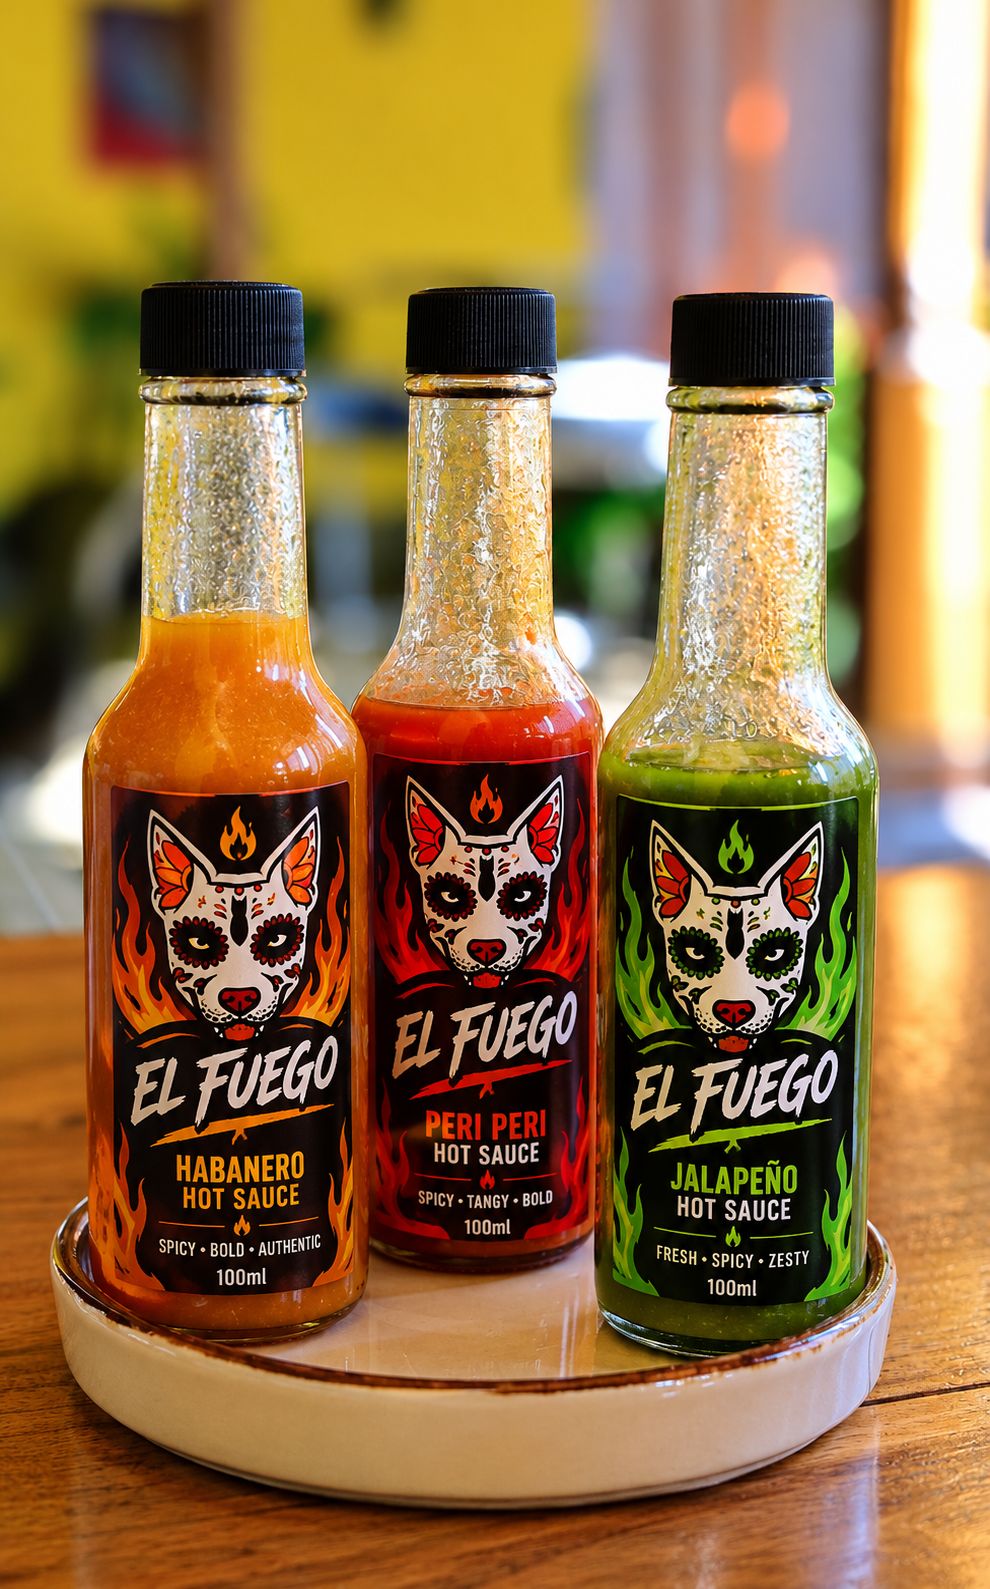 EL FUEGO
HABANERO
HOT SAUCE
SPICY • BOLD • AUTHENTIC
100ml
EL FUEGO
PERI PERI
HOT SAUCE
SPICY • TANGY • BOLD
100ml
EL FUEGO
JALAPEÑO
HOT SAUCE
FRESH • SPICY • ZESTY
100ml